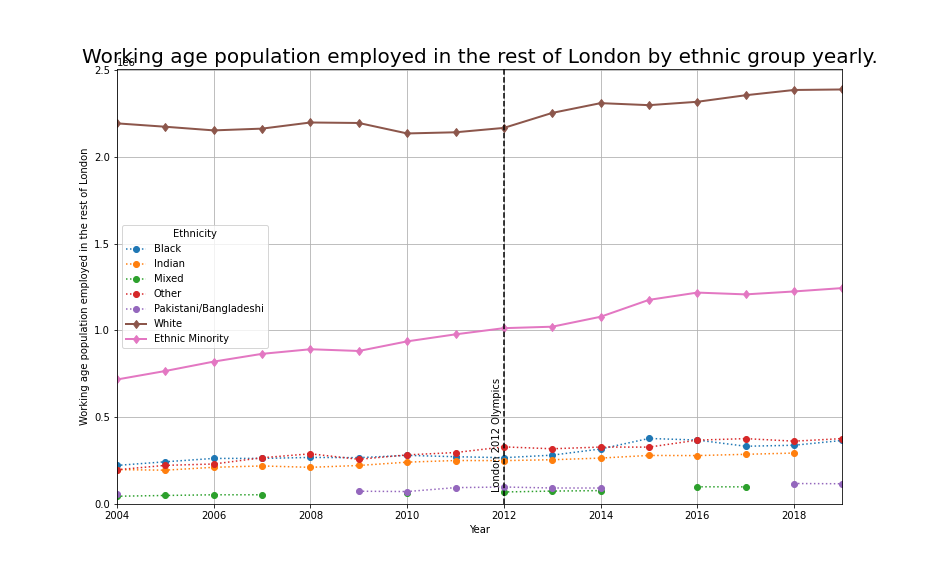 Working age population employed in the rest of London by ethnic group yearly.
1e6
Working age population employed in the rest of London
2.5
2.0
1.5
1.0
0.5
0.0
Ethnicity
Black
Indian
Mixed
Other
Pakistani/Bangladeshi
White
Ethnic Minority
London 2012 Olympics
2004 2006 2008 2010 2012 2014 2016 2018
Year